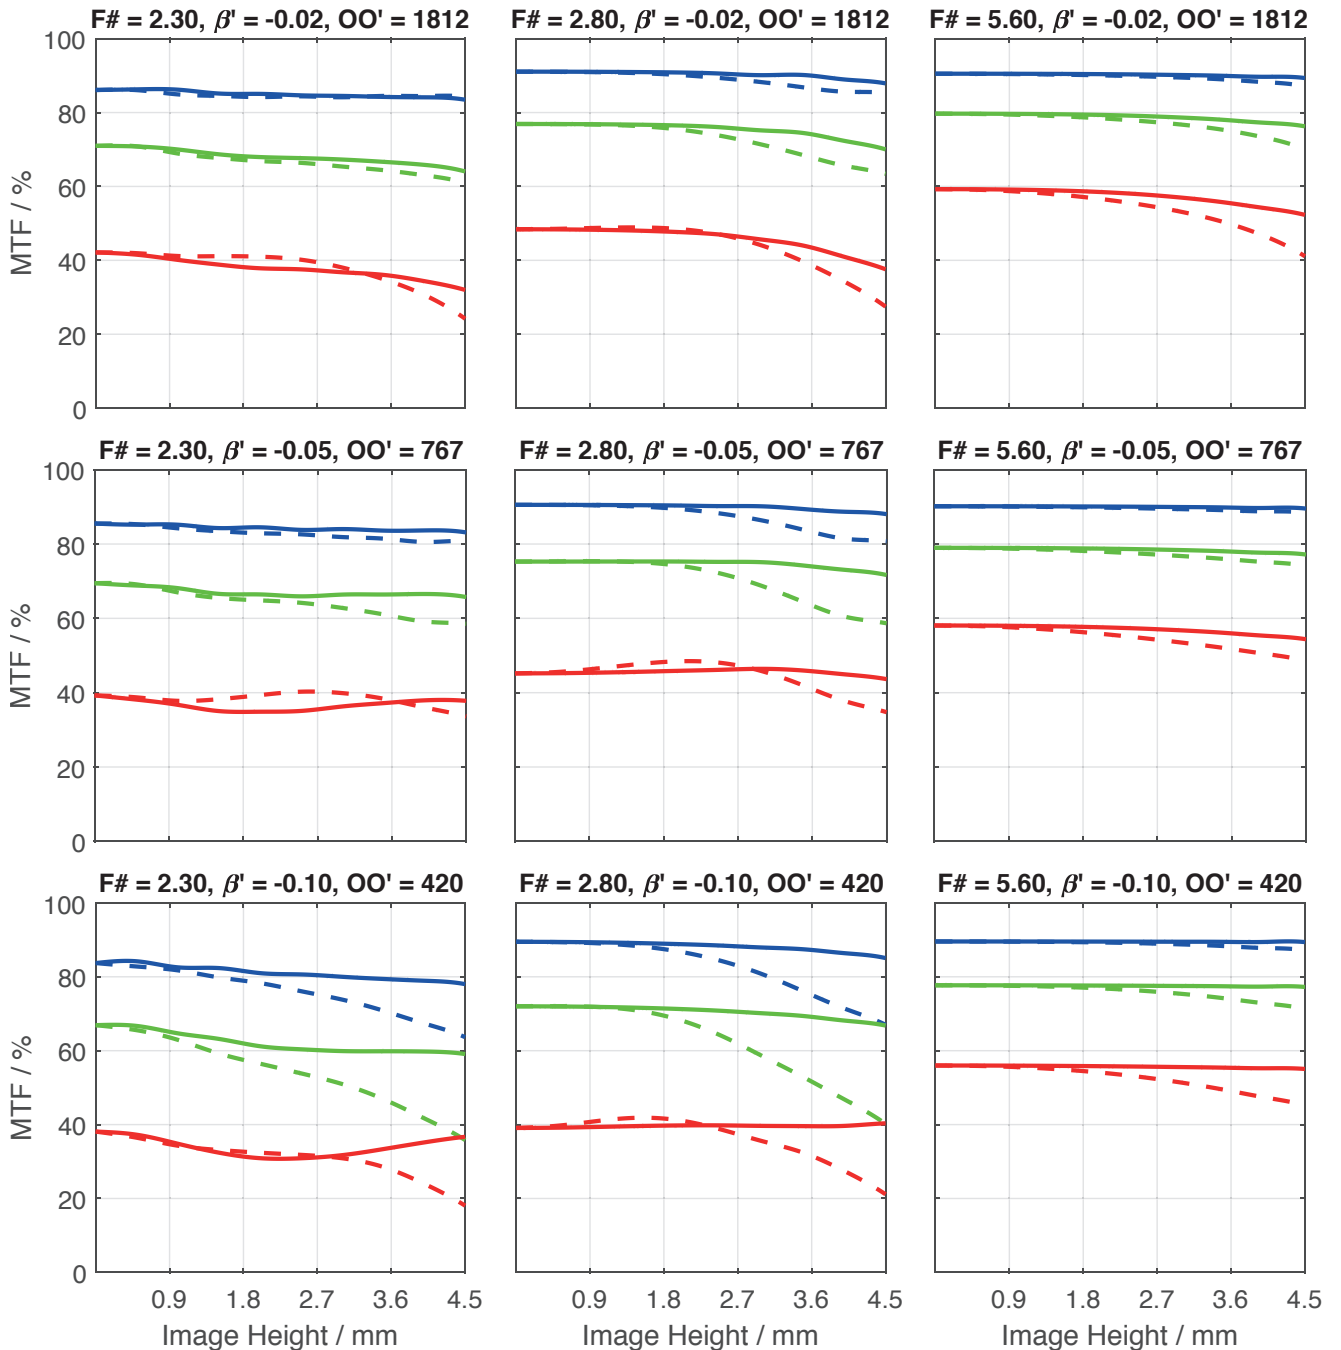 F# = 2.30, β' = -0.02, OO' = 1812
F# = 2.80, β' = -0.02, OO' = 1812
F# = 5.60, β' = -0.02, OO' = 1812
100
80
60
40
20
0
MTF / %
F# = 2.30, β' = -0.05, OO' = 767
F# = 2.80, β' = -0.05, OO' = 767
F# = 5.60, β' = -0.05, OO' = 767
100
80
60
40
20
0
MTF / %
F# = 2.30, β' = -0.10, OO' = 420
F# = 2.80, β' = -0.10, OO' = 420
F# = 5.60, β' = -0.10, OO' = 420
100
80
60
40
20
0
MTF / %
0.9 1.8 2.7 3.6 4.5
0.9 1.8 2.7 3.6 4.5
0.9 1.8 2.7 3.6 4.5
Image Height / mm
Image Height / mm
Image Height / mm